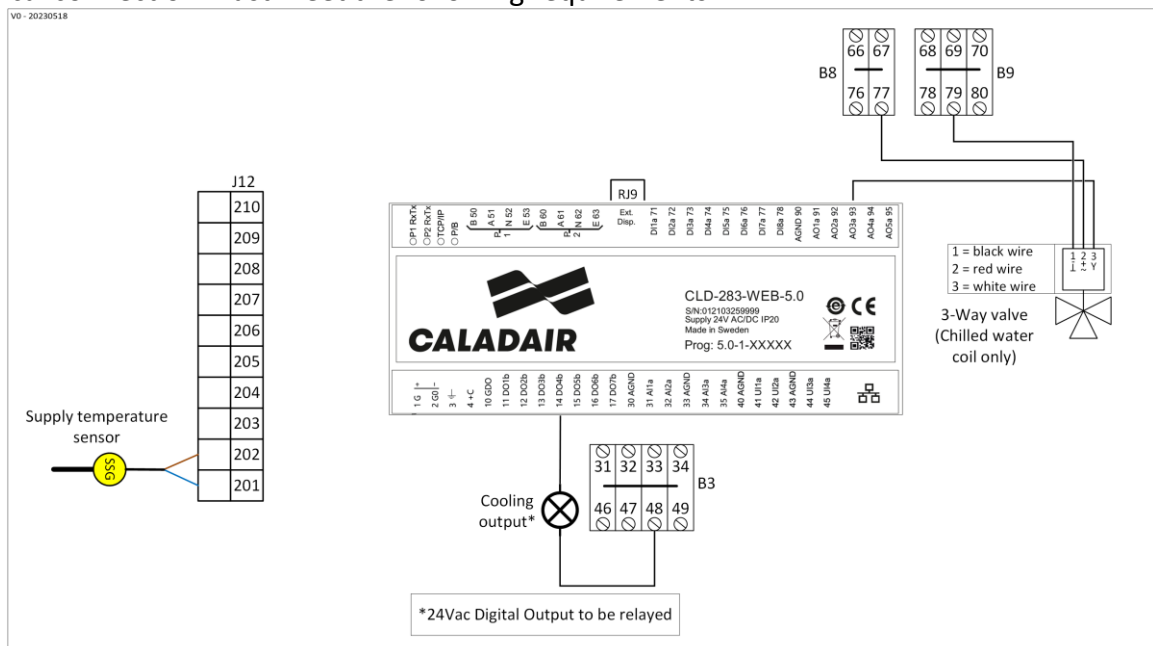 V0 - 20230518
66 67
B8
76 77
68 69 70
B9
78 79 80
J12
210
209
208
207
206
205
204
203
202
201
Supply temperature
sensor
SSG
RJ9
P1 RxTx
P2 RxTx
TCP/IP
P/B
B 50
A 51
N 52
E 53
P 1
B 60
A 61
N 62
E 63
P 2
Ext.
Disp.
DI1a 71
DI2a 72
DI3a 73
DI4a 74
DI5a 75
DI6a 76
DI7a 77
DI8a 78
AGND 90
AO1a 91
AO2a 92
AO3a 93
AO4a 94
AO5a 95
CALADAIR
CLD-283-WEB-5.0
S/N:012103259999
Supply 24V AC/DC IP20
Made in Sweden
Prog: 5.0-1-XXXXX
1 G +
2 G0 -
3
4 +C
10 GDO
11 DO1b
12 DO2b
13 DO3b
14 DO4b
15 DO5b
16 DO6b
17 DO7b
30 AGND
31 AI1a
32 AI2a
33 AGND
34 AI3a
35 AI4a
40 AGND
41 UI1a
42 UI2a
43 AGND
44 UI3a
45 UI4a
1 = black wire
2 = red wire
3 = white wire
1 2 3
⊥ ~ + Y
3-Way valve
(Chilled water
coil only)
31 32 33 34
B3
46 47 48 49
Cooling
output*
*24Vac Digital Output to be relayed